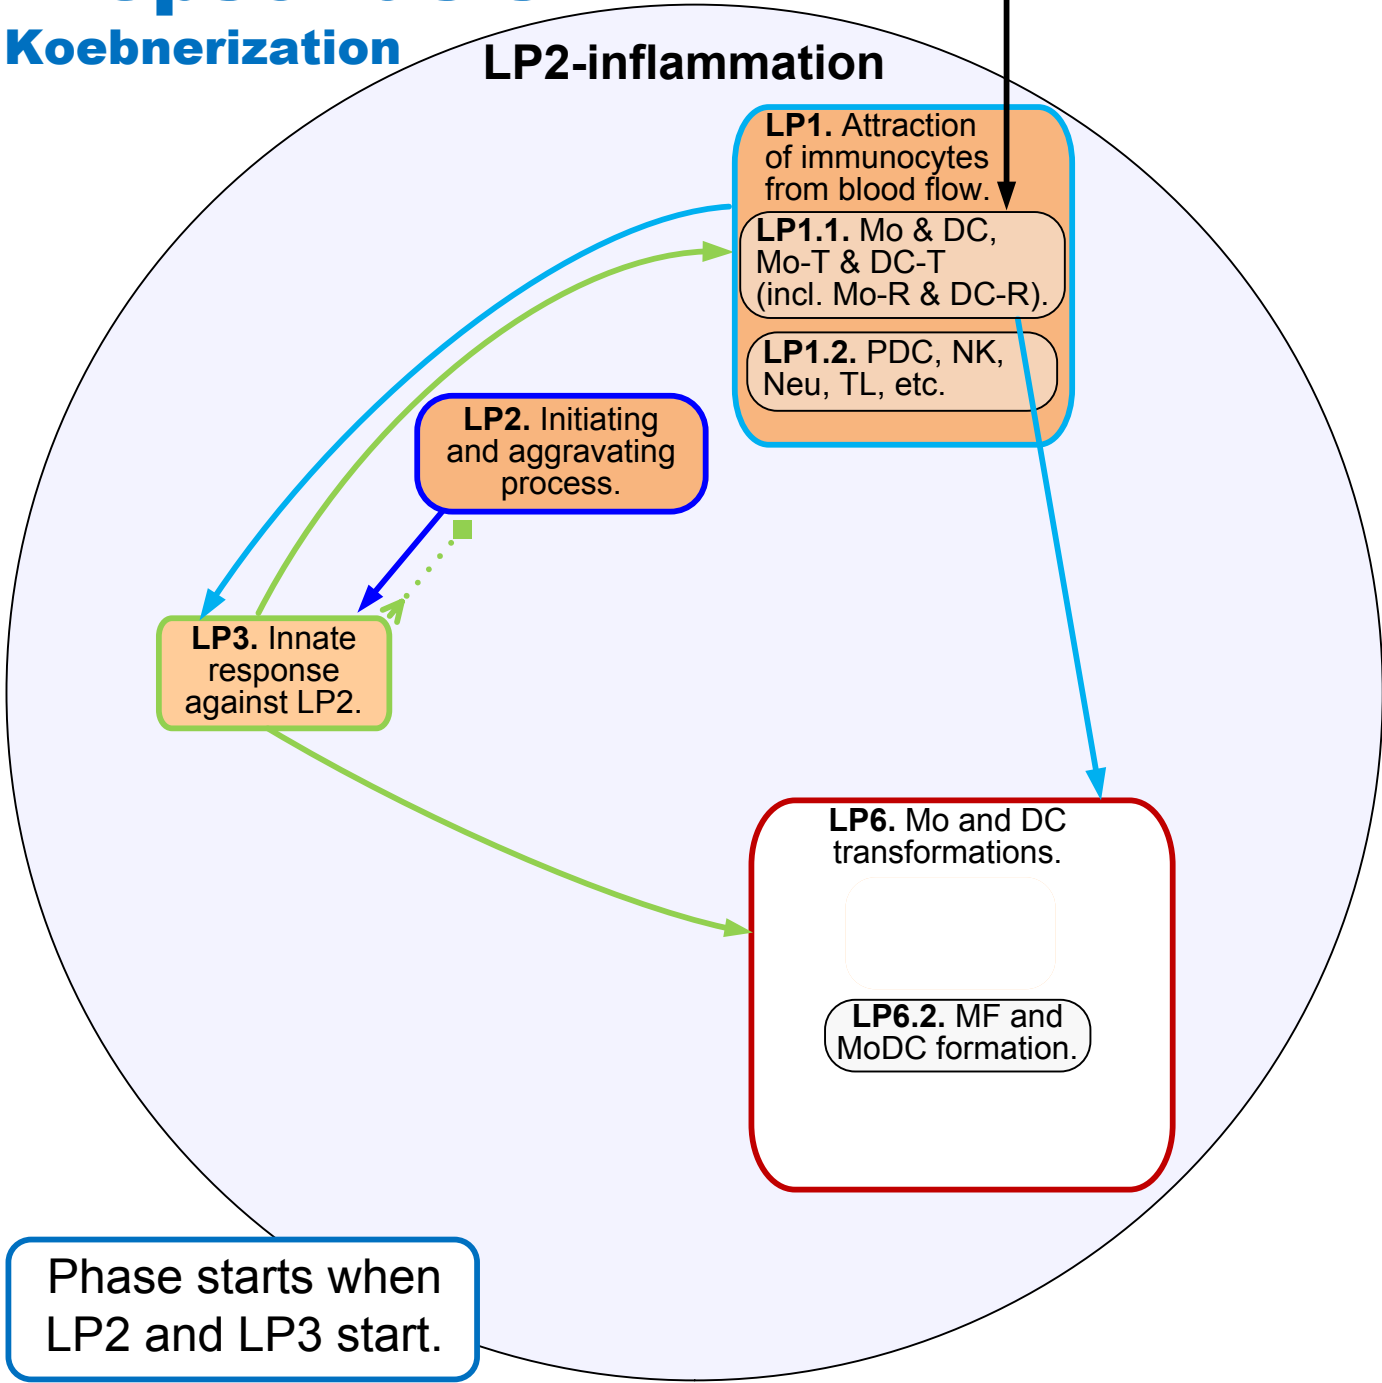 Koebnerization
LP2-inflammation
LP1. Attraction
of immunocytes
from blood flow.
LP1.1. Mo & DC,
Mo-T & DC-T
(incl. Mo-R & DC-R).
LP1.2. PDC, NK,
Neu, TL, etc.
LP2. Initiating
and aggravating
process.
LP3. Innate
response
against LP2.
LP6. Mo and DC
transformations.
LP6.2. MF and
MoDC formation.
Phase starts when
LP2 and LP3 start.